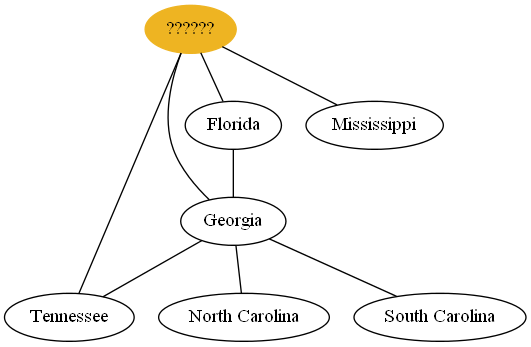 ??????
Florida
Mississippi
Georgia
Tennessee
North Carolina
South Carolina